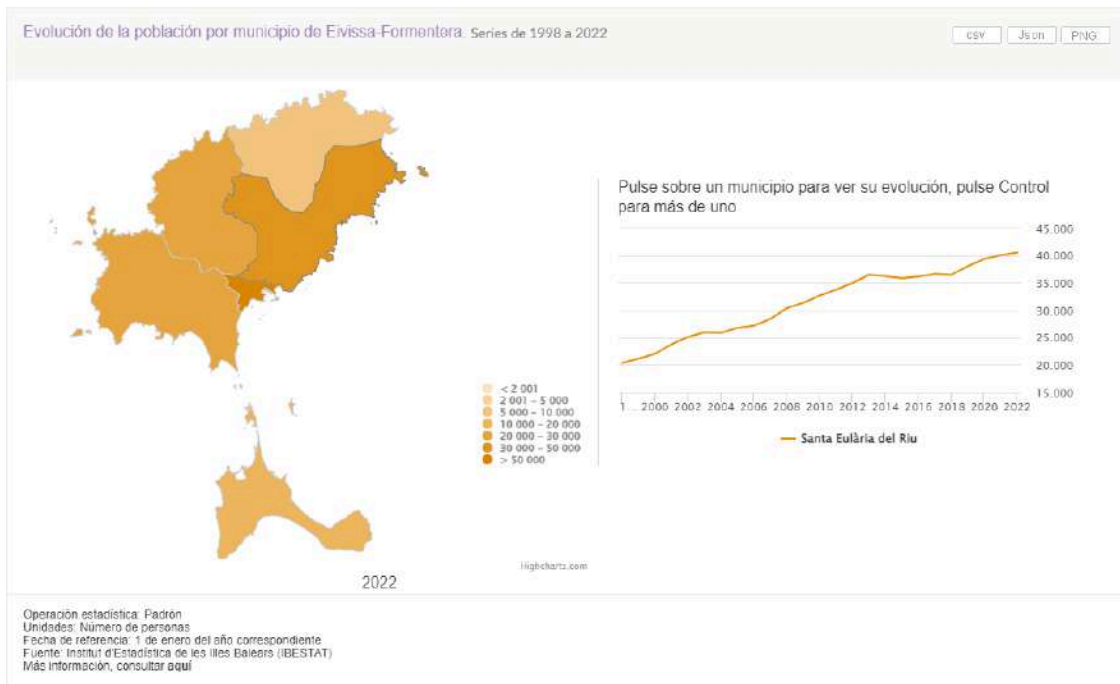 Evolución de la población por municipio de Eivissa-Formentera. Series de 1998 a 2022
csv Json PNG
Pulse sobre un municipio para ver su evolución, pulse Control
para más de uno
45.000
40.000
35.000
30.000
25.000
20.000
15.000
1... 2000 2002 2004 2006 2008 2010 2012 2014 2016 2018 2020 2022
Santa Eulària del Riu
< 2 001
2 001 – 5 000
5 000 – 10 000
10 000 – 20 000
20 000 – 30 000
30 000 – 50 000
> 50 000
Highcharts.com
2022
Operación estadística: Padrón
Unidades: Número de personas
Fecha de referencia: 1 de enero del año correspondiente
Fuente: Institut d'Estadística de les Illes Balears (IBESTAT)
Más información, consultar aquí